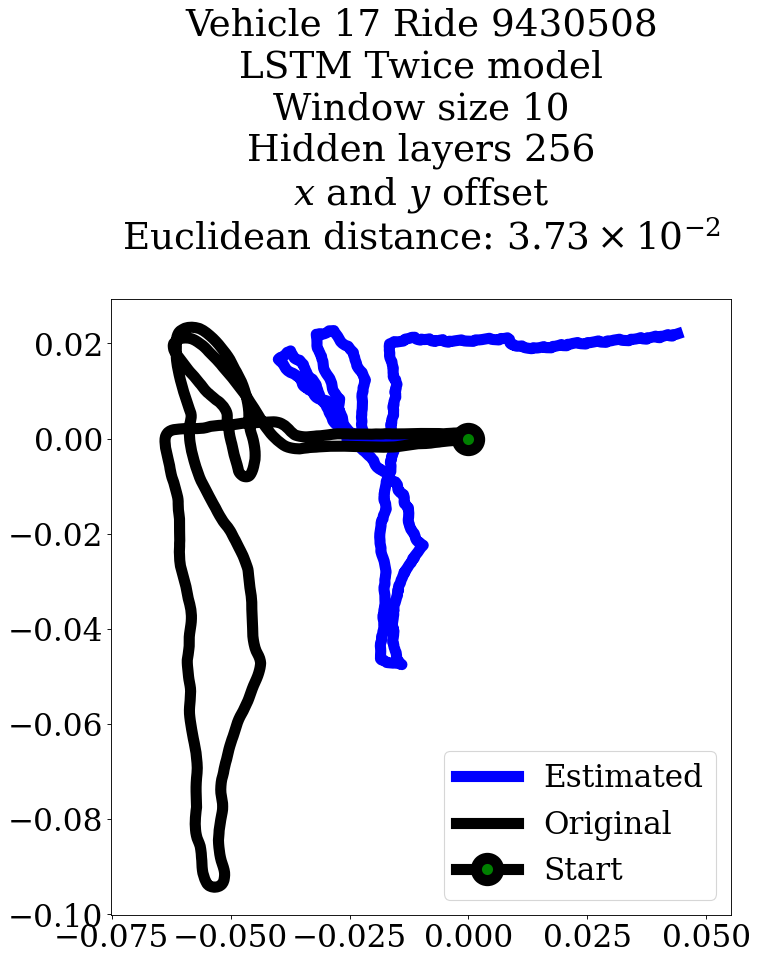 Vehicle 17 Ride 9430508
LSTM Twice model
Window size 10
Hidden layers 256
x and y offset
Euclidean distance: 3.73 × 10⁻²
0.02
0.00
−0.02
−0.04
−0.06
−0.08
−0.10
Estimated
Original
Start
−0.075 −0.050 −0.025 0.000 0.025 0.050